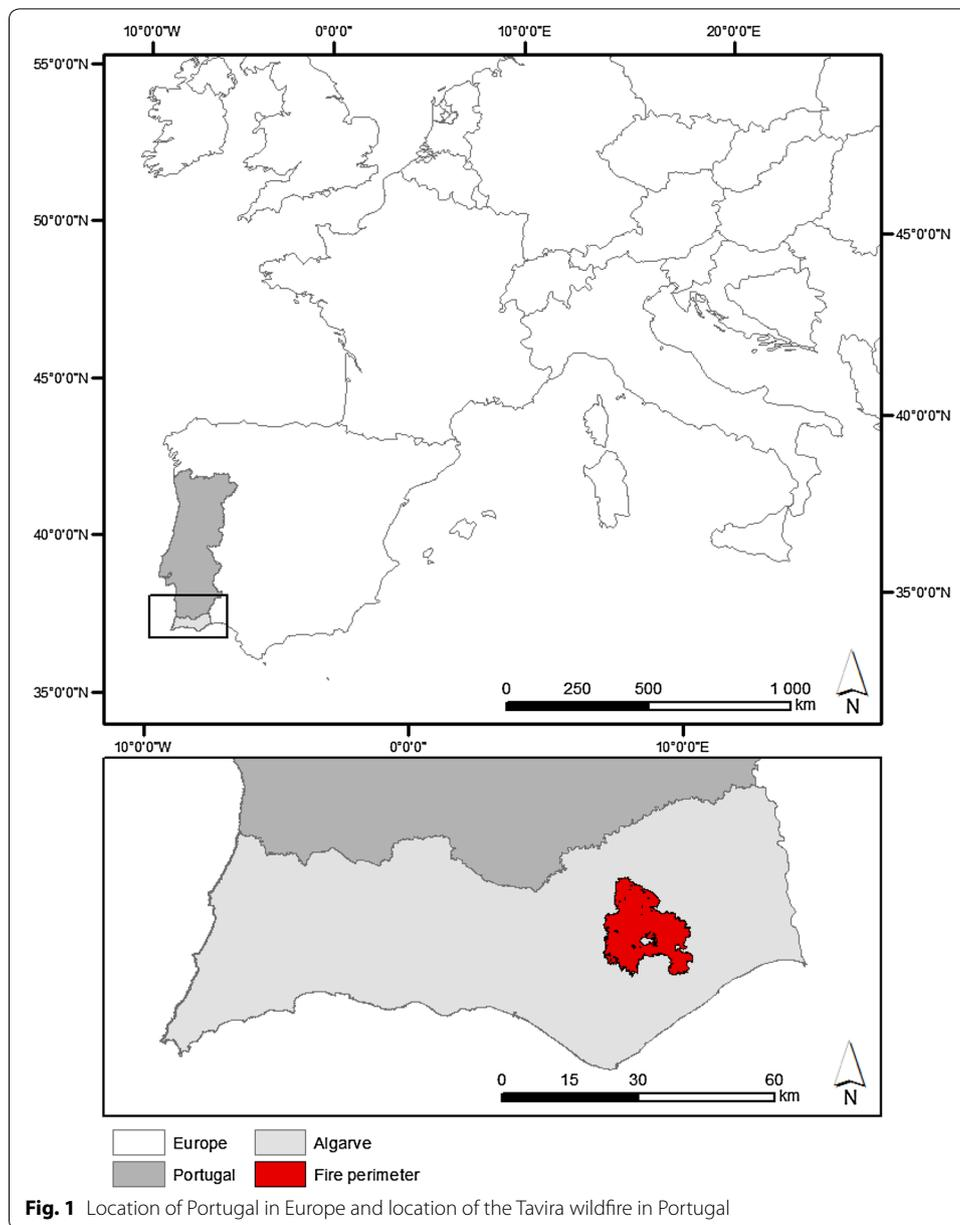 10°0'0"W 0°0'0" 10°0'0"E 20°0'0"E
55°0'0"N
50°0'0"N 45°0'0"N
45°0'0"N
40°0'0"N
40°0'0"N
35°0'0"N
35°0'0"N
0 250 500 1 000
km
N
10°0'0"W 0°0'0" 10°0'0"E
0 15 30 60
km
N
Europe Algarve
Portugal Fire perimeter
Fig. 1 Location of Portugal in Europe and location of the Tavira wildfire in Portugal